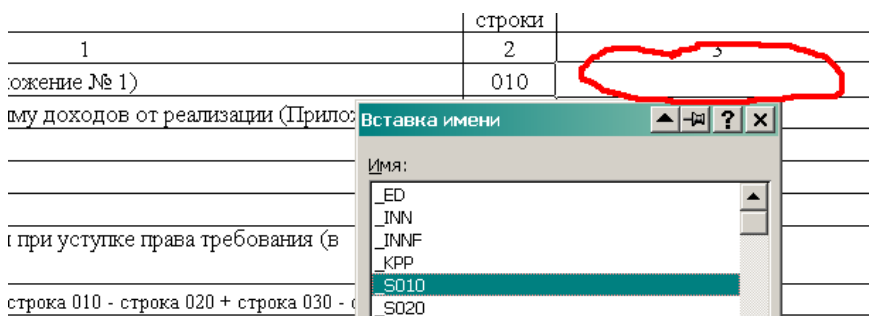 строки
1 2 3
ожение № 1) 010
му доходов от реализации (Прило
Вставка имени
Имя:
_ED
_INN
_INNF
_KPP
_S010
_S020
при уступке права требования (в
строка 010 - строка 020 + строка 030 -